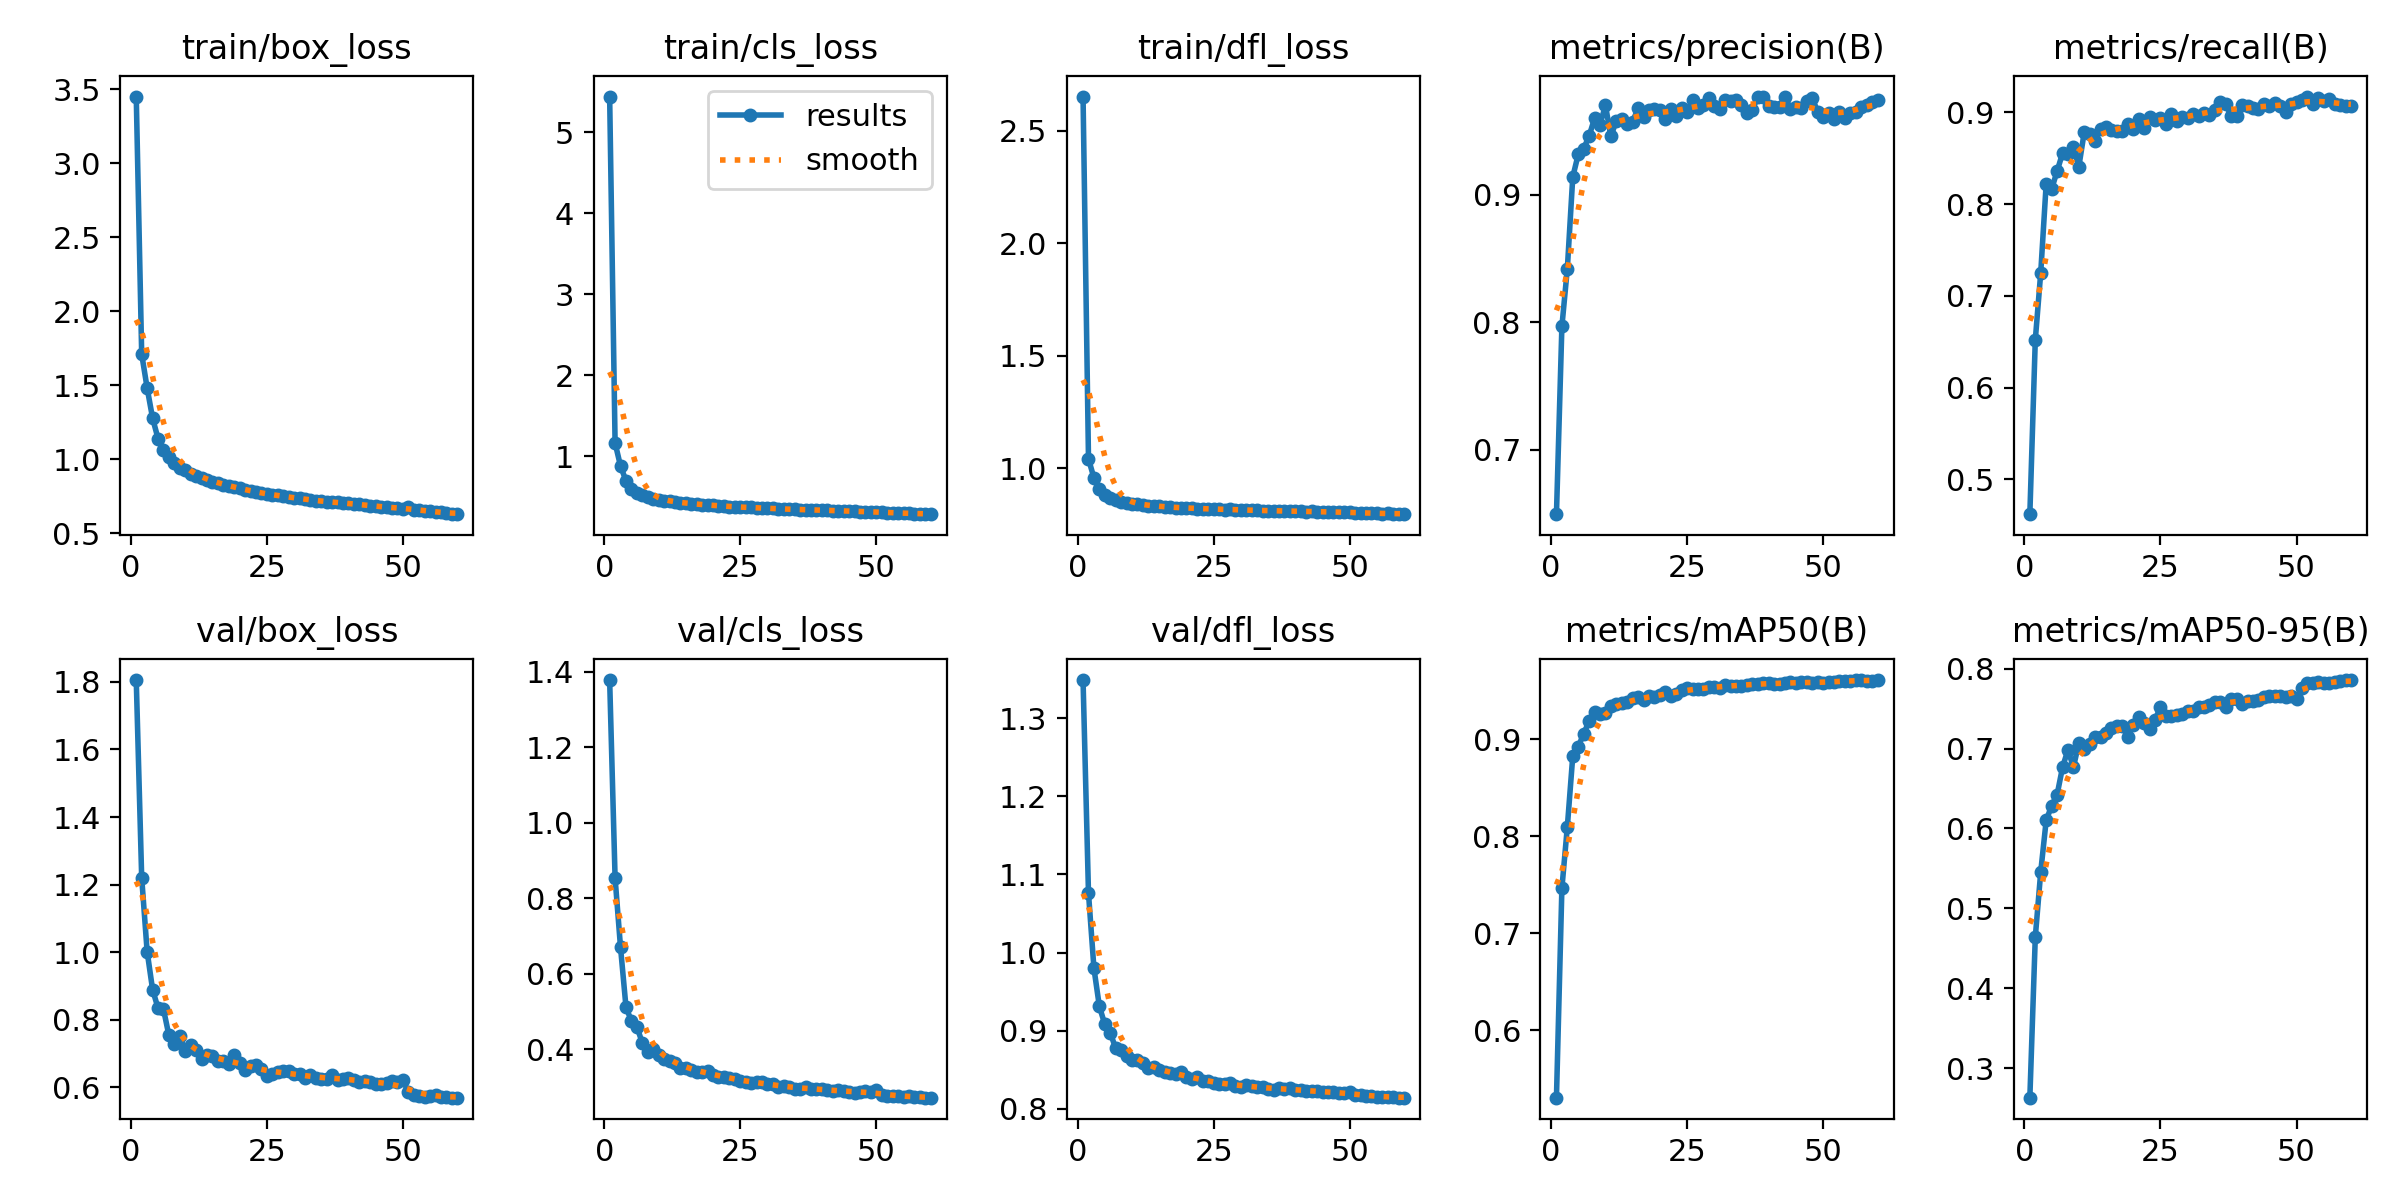 train/box_loss
3.5
3.0
2.5
2.0
1.5
1.0
0.5
0 25 50
train/cls_loss
results
smooth
5
4
3
2
1
0 25 50
train/dfl_loss
2.5
2.0
1.5
1.0
0 25 50
metrics/precision(B)
0.9
0.8
0.7
0 25 50
metrics/recall(B)
0.9
0.8
0.7
0.6
0.5
0 25 50
val/box_loss
1.8
1.6
1.4
1.2
1.0
0.8
0.6
0 25 50
val/cls_loss
1.4
1.2
1.0
0.8
0.6
0.4
0 25 50
val/dfl_loss
1.3
1.2
1.1
1.0
0.9
0.8
0 25 50
metrics/mAP50(B)
0.9
0.8
0.7
0.6
0 25 50
metrics/mAP50-95(B)
0.8
0.7
0.6
0.5
0.4
0.3
0 25 50